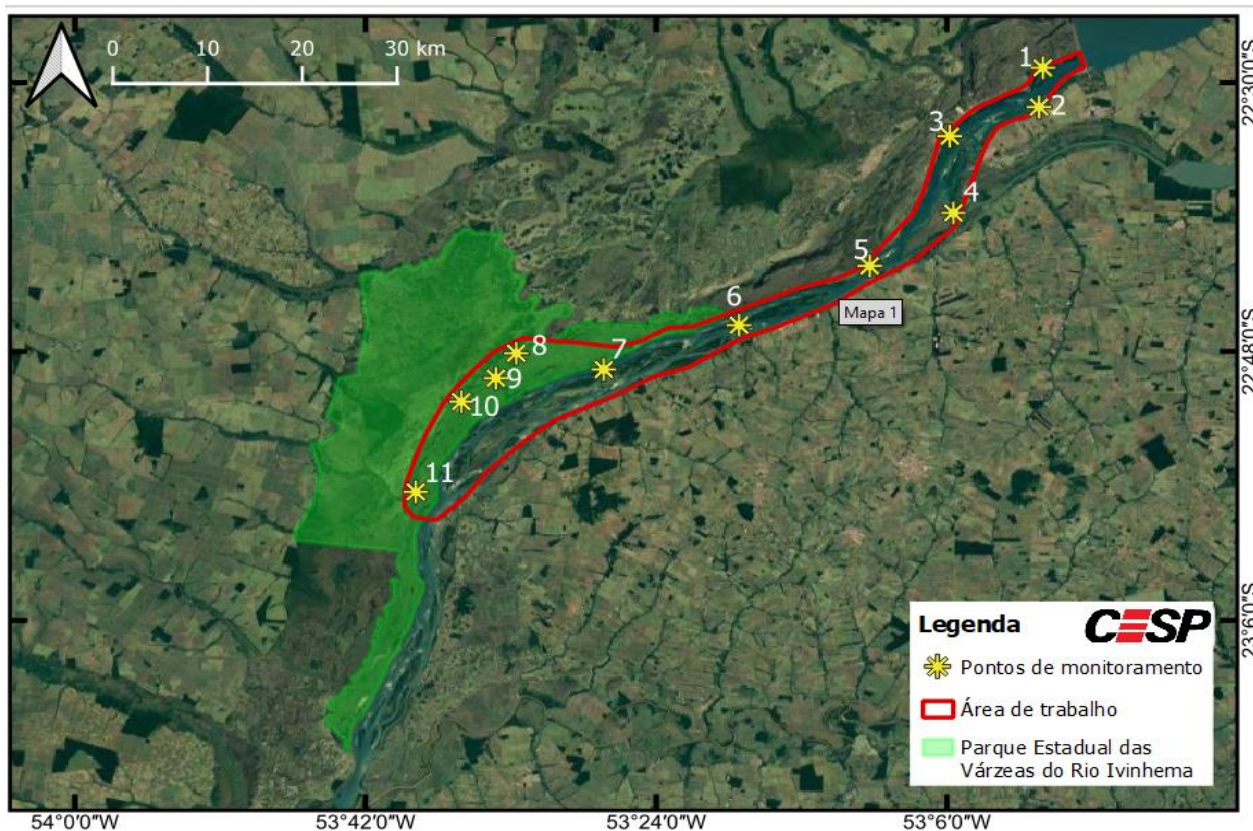 0 10 20 30 km
1
2
3
4
5
6
Mapa 1
7
8
9
10
11
22°30'0"S
22°48'0"S
23°6'0"S
Legenda
CESP
Pontos de monitoramento
Área de trabalho
Parque Estadual das
Várzeas do Rio Ivinhema
54°0'0"W 53°42'0"W 53°24'0"W 53°6'0"W